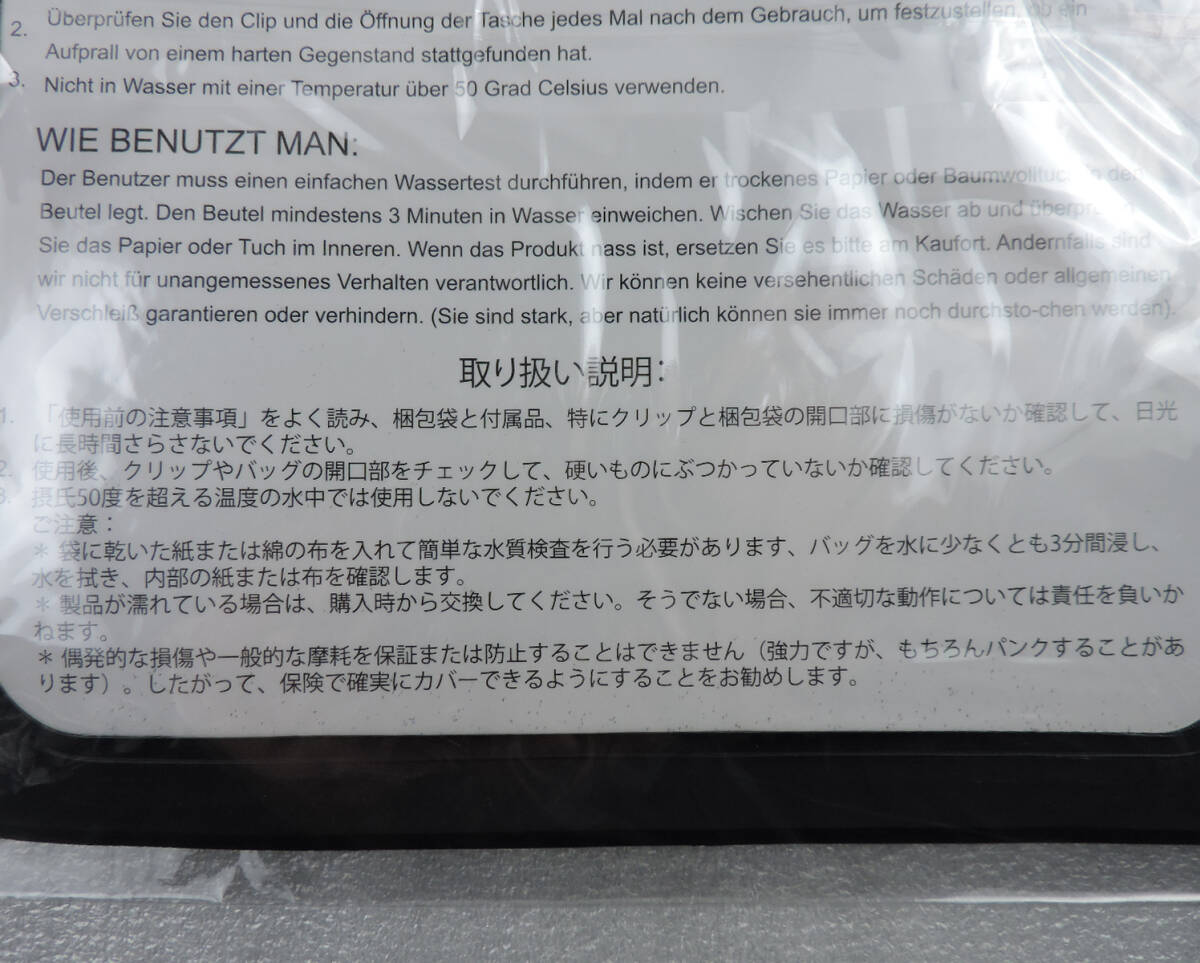 2. Überprüfen Sie den Clip und die Öffnung der Tasche jedes Mal nach dem Gebrauch, um festzustellen, ob ein
Aufprall von einem harten Gegenstand stattgefunden hat.
3. Nicht in Wasser mit einer Temperatur über 50 Grad Celsius verwenden.
WIE BENUTZT MAN:
Der Benutzer muss einen einfachen Wassertest durchführen, indem er trockenes Papier oder Baumwolltuch in den
Beutel legt. Den Beutel mindestens 3 Minuten in Wasser einweichen. Wischen Sie das Wasser ab und
Sie das Papier oder Tuch im Inneren. Wenn das Produkt nass ist, ersetzen Sie es bitte am Kaufort. Andernfalls sind
wir nicht für unangemessenes Verhalten verantwortlich. Wir können keine versehentlichen Schäden oder allgemeinen
Verschleiß garantieren oder verhindern. (Sie sind stark, aber natürlich können sie immer noch durchsto-chen werden).
取り扱い説明：
1. 「使用前の注意事項」をよく読み、梱包袋と付属品、特にクリップと梱包袋の開口部に損傷がないか確認して、日光
に長時間さらさないでください。
2. 使用後、クリップやバッグの開口部をチェックして、硬いものにぶつかっていないか確認してください。
3. 摂氏50度を超える温度の水中では使用しないでください。
ご注意：
＊ 袋に乾いた紙または綿の布を入れて簡単な水質検査を行う必要があります、バッグを水に少なくとも3分間浸し、
水を拭き、内部の紙または布を確認します。
＊ 製品が濡れている場合は、購入時から交換してください。そうでない場合、不適切な動作については責任を負いか
ねます。
＊ 偶発的な損傷や一般的な摩耗を保証または防止することはできません（強力ですが、もちろんパンクすることがあ
ります）。したがって、保険で確実にカバーできるようにすることをお勧めします。